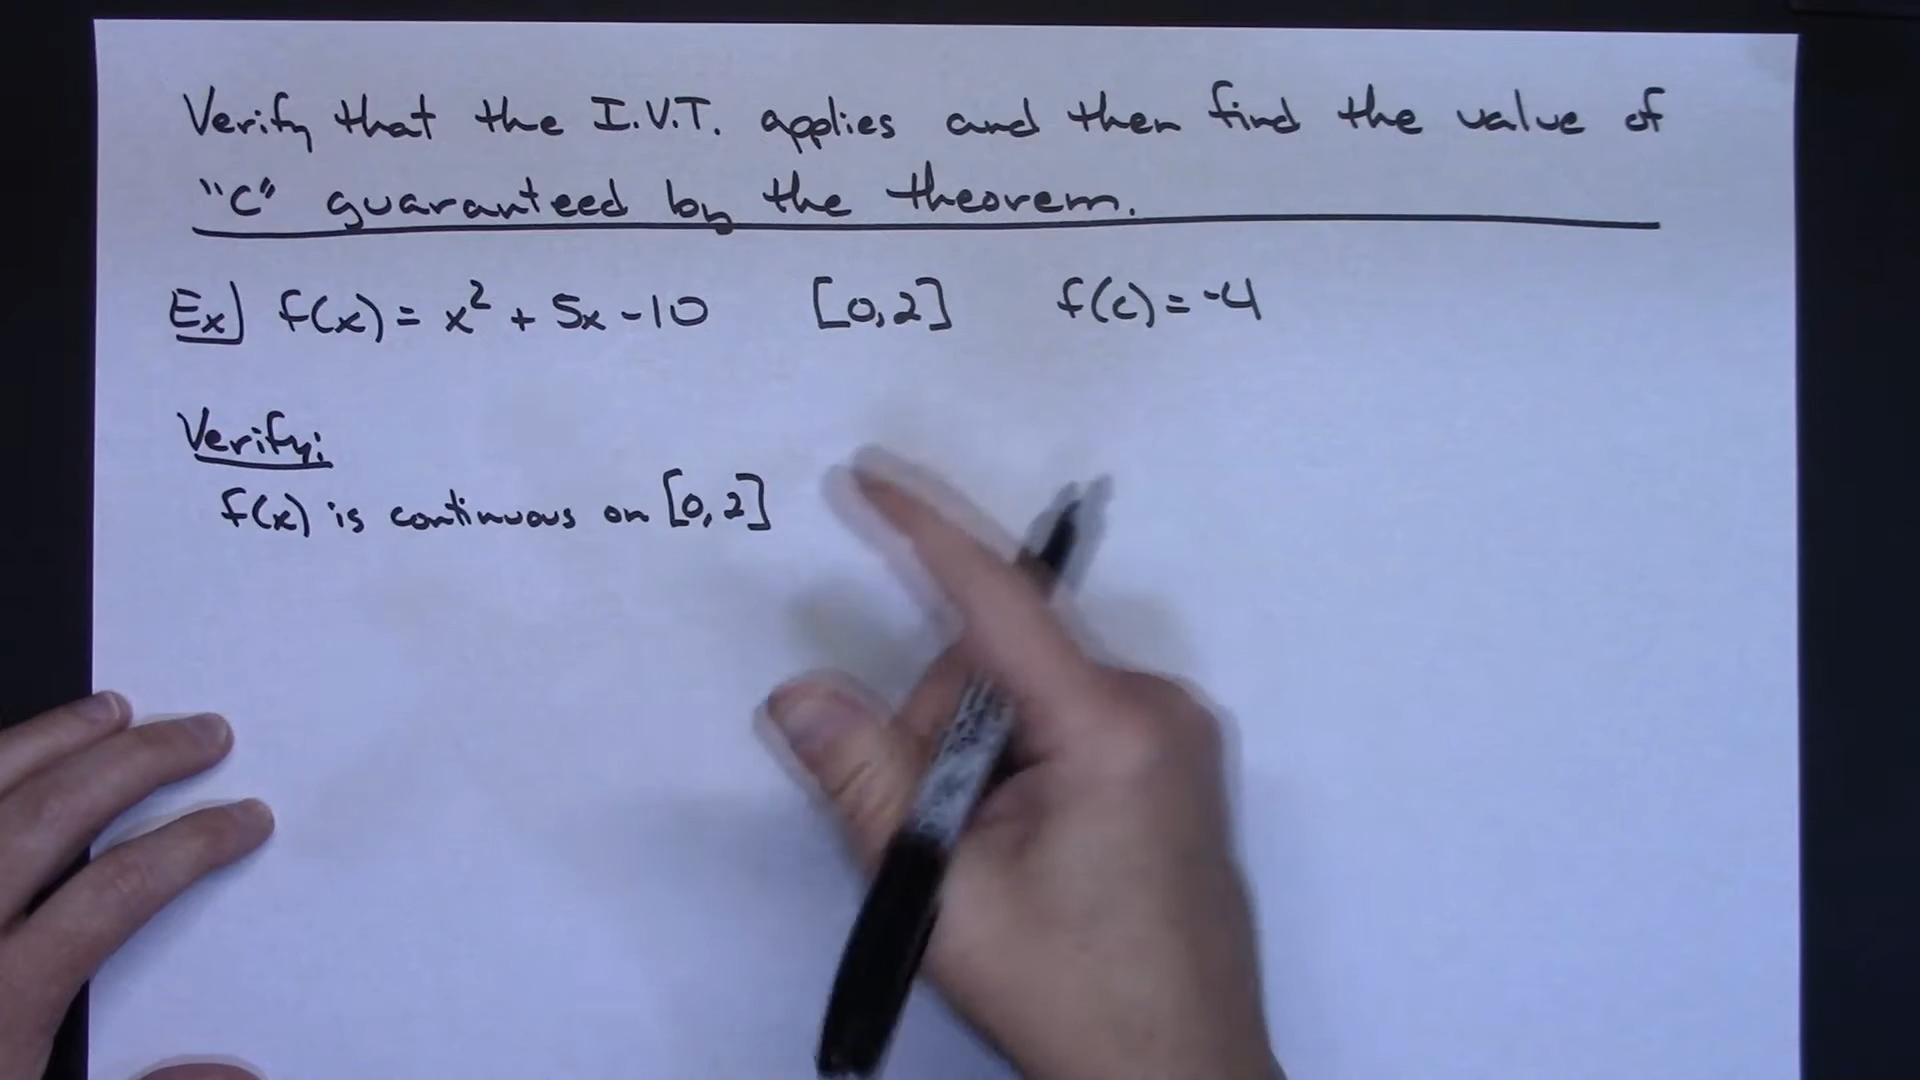 Verify that the I.V.T. applies and then find the value of
"c" guaranteed by the theorem.
Ex] f(x) = x² + 5x - 10 [0,2] f(c) = -4
Verify:
f(x) is continuous on [0,2]